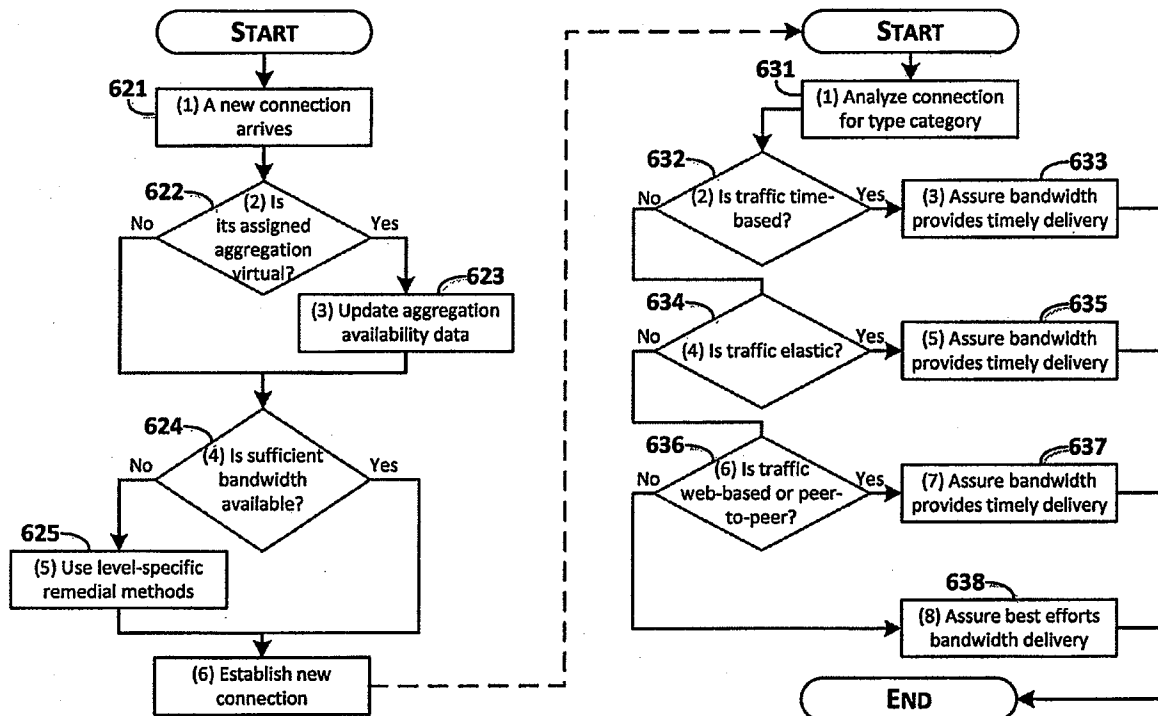 START
621
(1) A new connection
arrives
622
(2) Is
its assigned
aggregation
virtual?
No
Yes
623
(3) Update aggregation
availability data
624
(4) Is sufficient
bandwidth
available?
No
Yes
625
(5) Use level-specific
remedial methods
(6) Establish new
connection
START
631
(1) Analyze connection
for type category
632
(2) Is traffic time-
based?
No
Yes
633
(3) Assure bandwidth
provides timely delivery
634
(4) Is traffic elastic?
No
Yes
635
(5) Assure bandwidth
provides timely delivery
636
(6) Is traffic
web-based or peer-
to-peer?
No
Yes
637
(7) Assure bandwidth
provides timely delivery
638
(8) Assure best efforts
bandwidth delivery
END